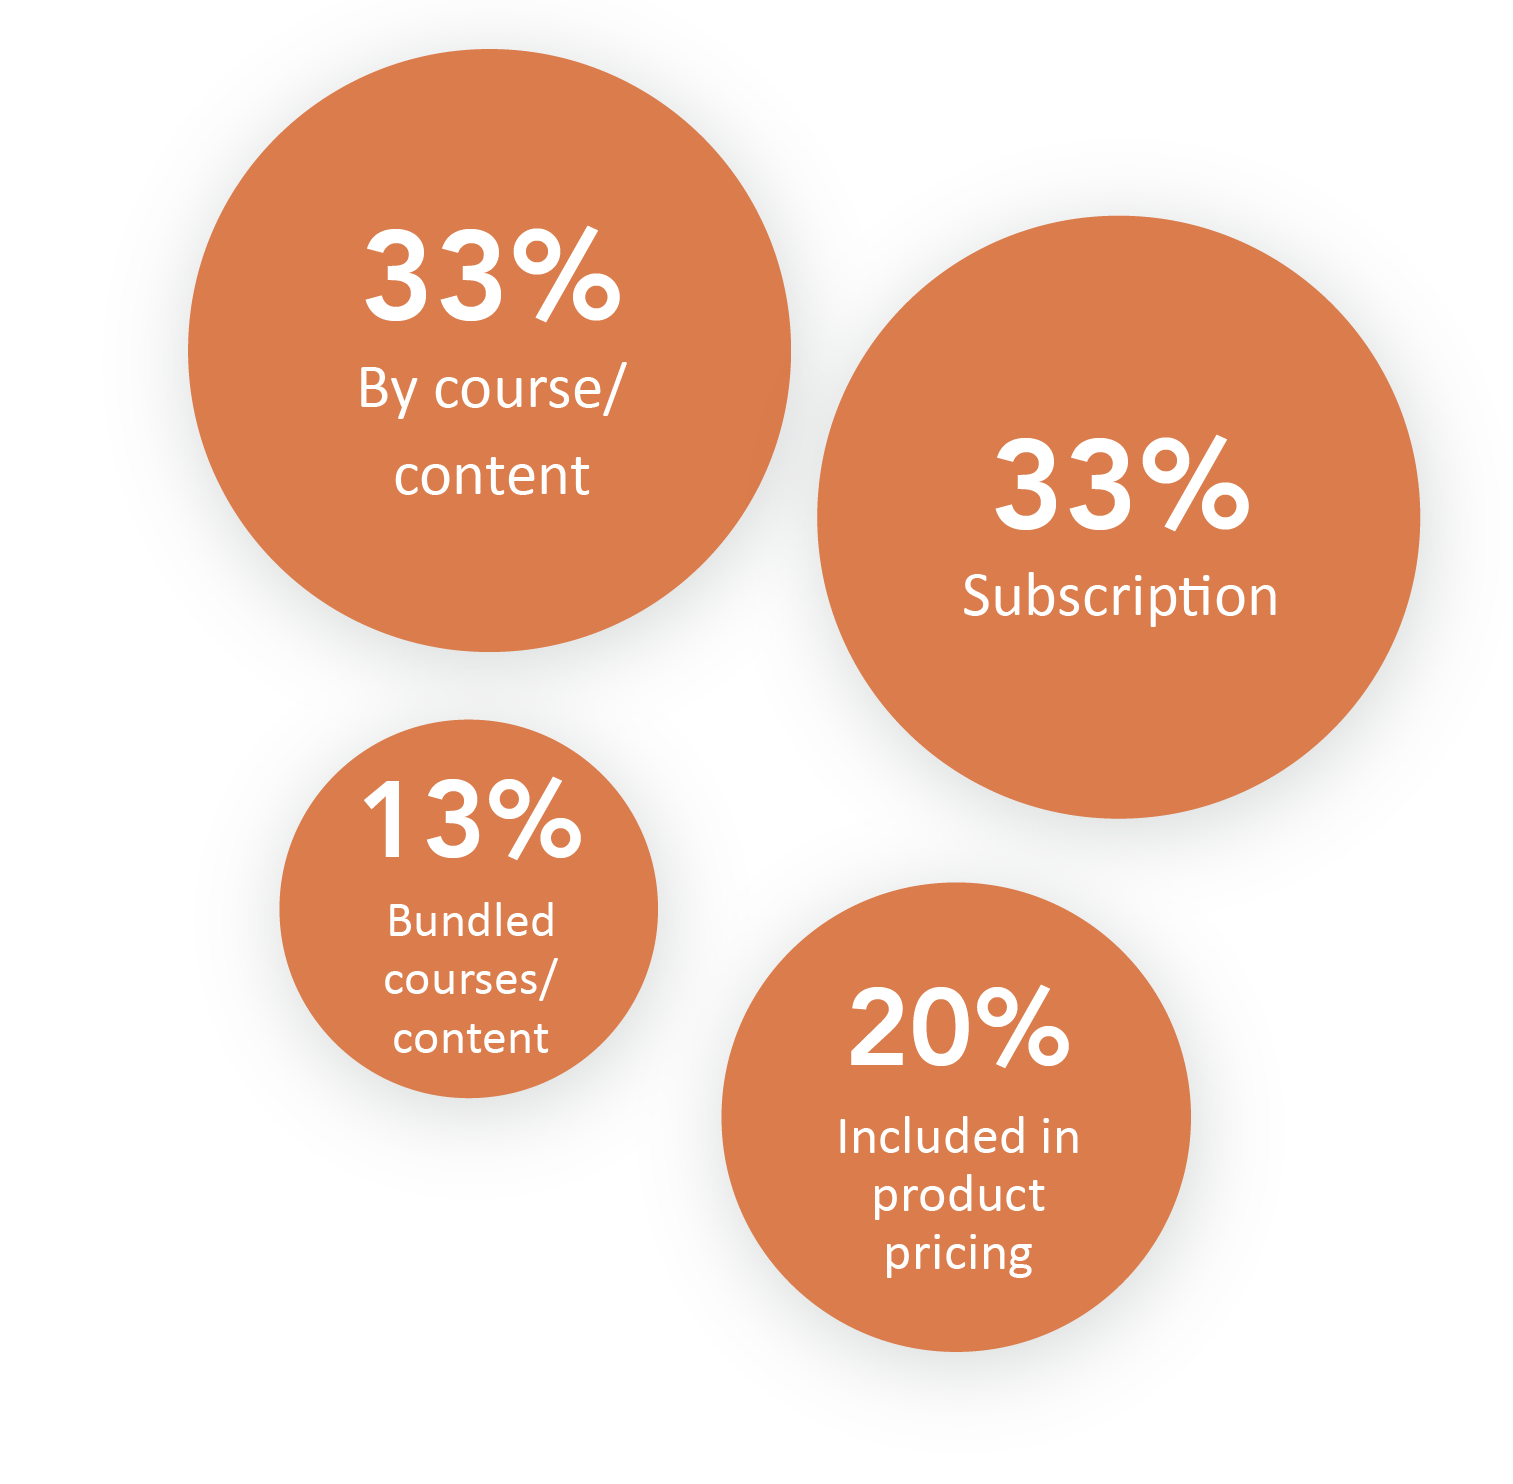 33%
By course/
content
33%
Subscription
13%
Bundled
courses/
content
20%
Included in
product
pricing